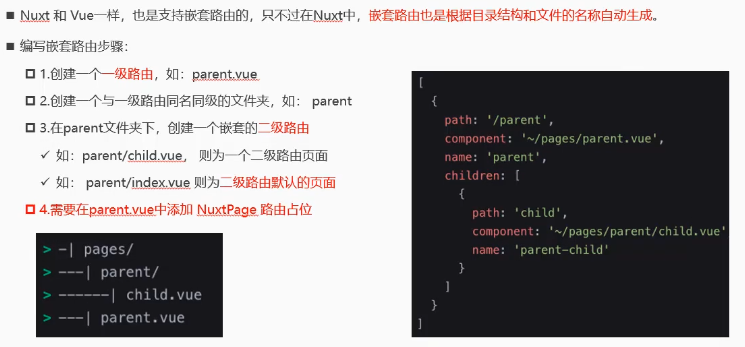 ■ Nuxt 和 Vue一样，也是支持嵌套路由的，只不过在Nuxt中，嵌套路由也是根据目录结构和文件的名称自动生成。
■ 编写嵌套路由步骤：
1.创建一个一级路由，如：parent.vue
2.创建一个与一级路由同名同级的文件夹，如： parent
3.在parent文件夹下，创建一个嵌套的二级路由
✓ 如：parent/child.vue， 则为一个二级路由页面
✓ 如： parent/index.vue 则为二级路由默认的页面
4.需要在parent.vue中添加 NuxtPage 路由占位
> -| pages/
> ---| parent/
> ------| child.vue
> ---| parent.vue
[
{
path: '/parent',
component: '~/pages/parent.vue',
name: 'parent',
children: [
{
path: 'child',
component: '~/pages/parent/child.vue'
name: 'parent-child'
}
]
}
]